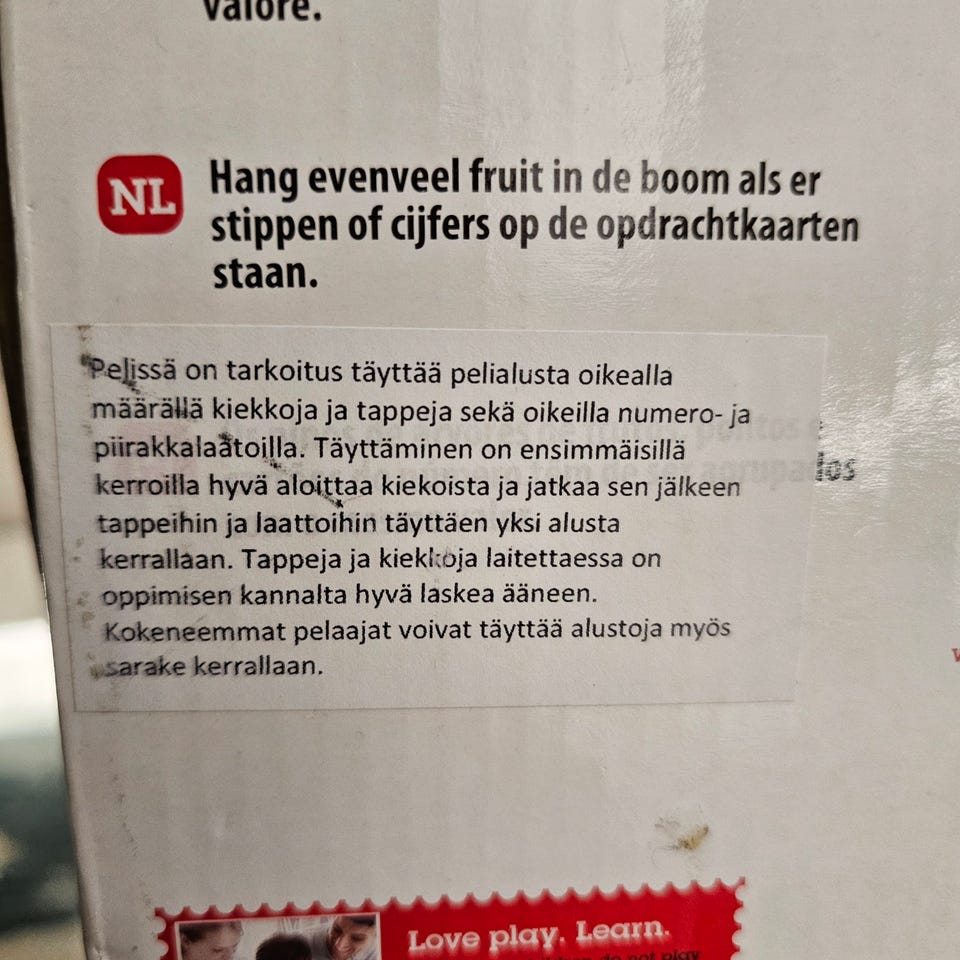 valore.
NL
Hang evenveel fruit in de boom als er
stippen of cijfers op de opdrachtkaarten
staan.
Pelissä on tarkoitus täyttää pelialusta oikealla
määrällä kiekkoja ja tappeja sekä oikeilla numero- ja
piirakkalaatoilla. Täyttäminen on ensimmäisillä
kerroilla hyvä aloittaa kiekoista ja jatkaa sen jälkeen
tappeihin ja laattoihin täyttäen yksi alusta
kerrallaan. Tappeja ja kiekkoja laitettaessa on
oppimisen kannalta hyvä laskea ääneen.
Kokeneemmat pelaajat voivat täyttää alustoja myös
sarake kerrallaan.
Love play. Learn.
do not play